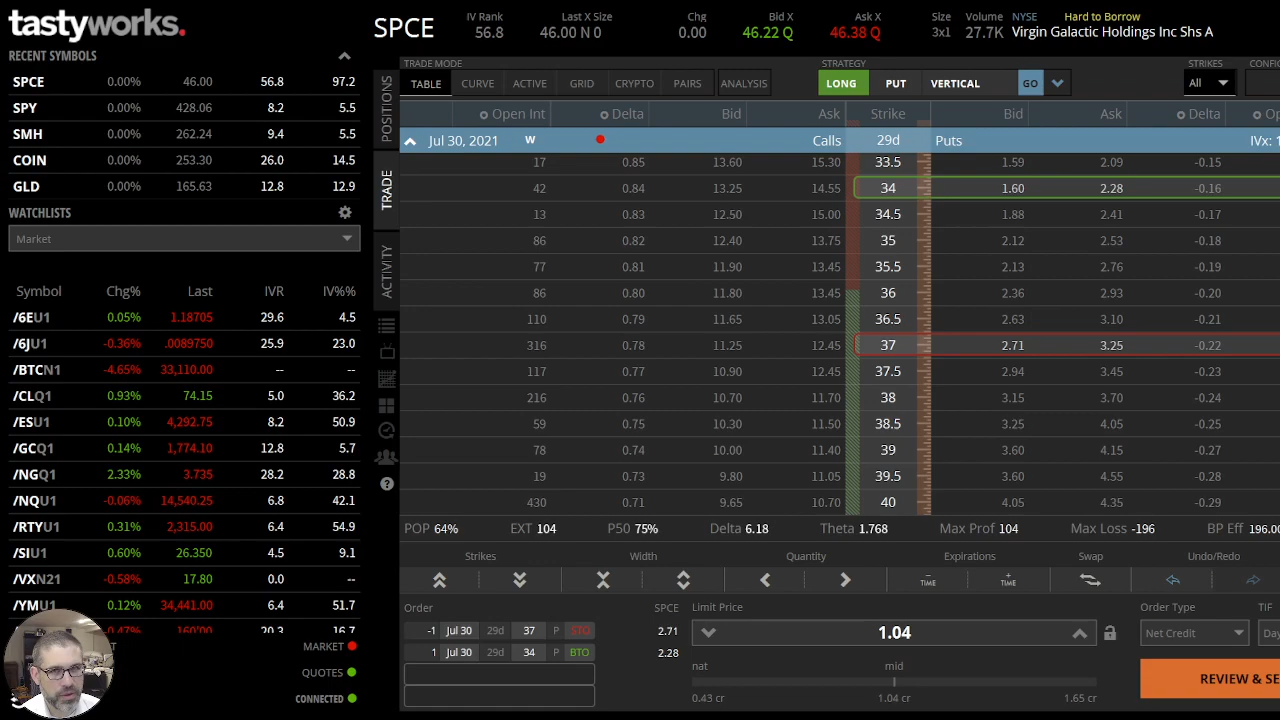 tastyworks.
RECENT SYMBOLS
SPCE 0.00% 46.00 56.8 97.2
SPY 0.00% 428.06 8.2 5.5
SMH 0.00% 262.24 9.4 5.5
COIN 0.00% 253.30 26.0 14.5
GLD 0.00% 165.63 12.8 12.9
WATCHLISTS
Market
Symbol Chg% Last IVR IV%%
/6EU1 0.05% 1.18705 29.6 4.5
/6JU1 -0.36% .0089750 25.9 23.0
/BTCN1 -4.65% 33,110.00 -- --
/CLQ1 0.93% 74.15 5.0 36.2
/ESU1 0.10% 4,292.75 8.2 50.9
/GCQ1 0.14% 1,774.10 12.8 5.7
/NGQ1 2.33% 3.735 28.2 28.8
/NQU1 -0.06% 14,540.25 6.8 42.1
/RTYU1 0.31% 2,315.00 6.4 54.9
/SIU1 0.60% 26.350 4.5 9.1
/VXN21 -0.58% 17.80 0.0 --
/YMU1 0.12% 34,441.00 6.4 51.7
-0.47% 160'00 20.3 16.7
MARKET
QUOTES
CONNECTED
POSITIONS
TRADE
ACTIVITY
SPCE
IV Rank Last X Size Chg Bid X Ask X Size Volume NYSE Hard to Borrow
56.8 46.00 N 0 0.00 46.22 Q 46.38 Q 3x1 27.7K Virgin Galactic Holdings Inc Shs A
TRADE MODE STRATEGY STRIKES CONFI
TABLE CURVE ACTIVE GRID CRYPTO PAIRS ANALYSIS LONG PUT VERTICAL GO All
Open Int Delta Bid Ask Strike Bid Ask Delta Op
Jul 30, 2021 W Calls 29d Puts IVx: 1
17 0.85 13.60 15.30 33.5 1.59 2.09 -0.15
42 0.84 13.25 14.55 34 1.60 2.28 -0.16
13 0.83 12.50 15.00 34.5 1.88 2.41 -0.17
86 0.82 12.40 13.75 35 2.12 2.53 -0.18
77 0.81 11.90 13.45 35.5 2.13 2.76 -0.19
86 0.80 11.80 13.45 36 2.36 2.93 -0.20
110 0.79 11.65 13.05 36.5 2.63 3.10 -0.21
316 0.78 11.25 12.45 37 2.71 3.25 -0.22
117 0.77 10.90 12.45 37.5 2.94 3.45 -0.23
216 0.76 10.70 11.70 38 3.15 3.70 -0.24
59 0.75 10.30 11.50 38.5 3.25 4.05 -0.25
78 0.74 10.00 11.40 39 3.60 4.15 -0.27
19 0.73 9.80 11.05 39.5 3.60 4.55 -0.28
430 0.71 9.65 10.70 40 4.05 4.35 -0.29
POP 64% EXT 104 P50 75% Delta 6.18 Theta 1.768 Max Prof 104 Max Loss -196 BP Eff 196.00
Strikes Width Quantity Expirations Swap Undo/Redo
TIME TIME
Order SPCE Limit Price Order Type TIF
-1 Jul 30 29d 37 P STO 2.71 1.04 Net Credit Day
1 Jul 30 29d 34 P BTO 2.28
nat mid
0.43 cr 1.04 cr 1.65 cr
REVIEW & SE